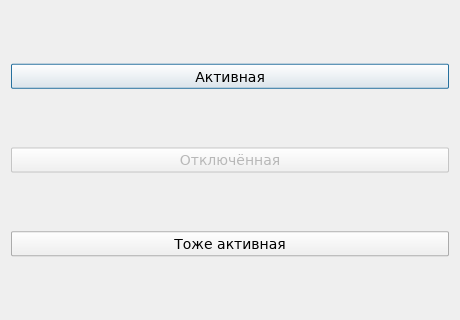 Активная
Отключённая
Тоже активная